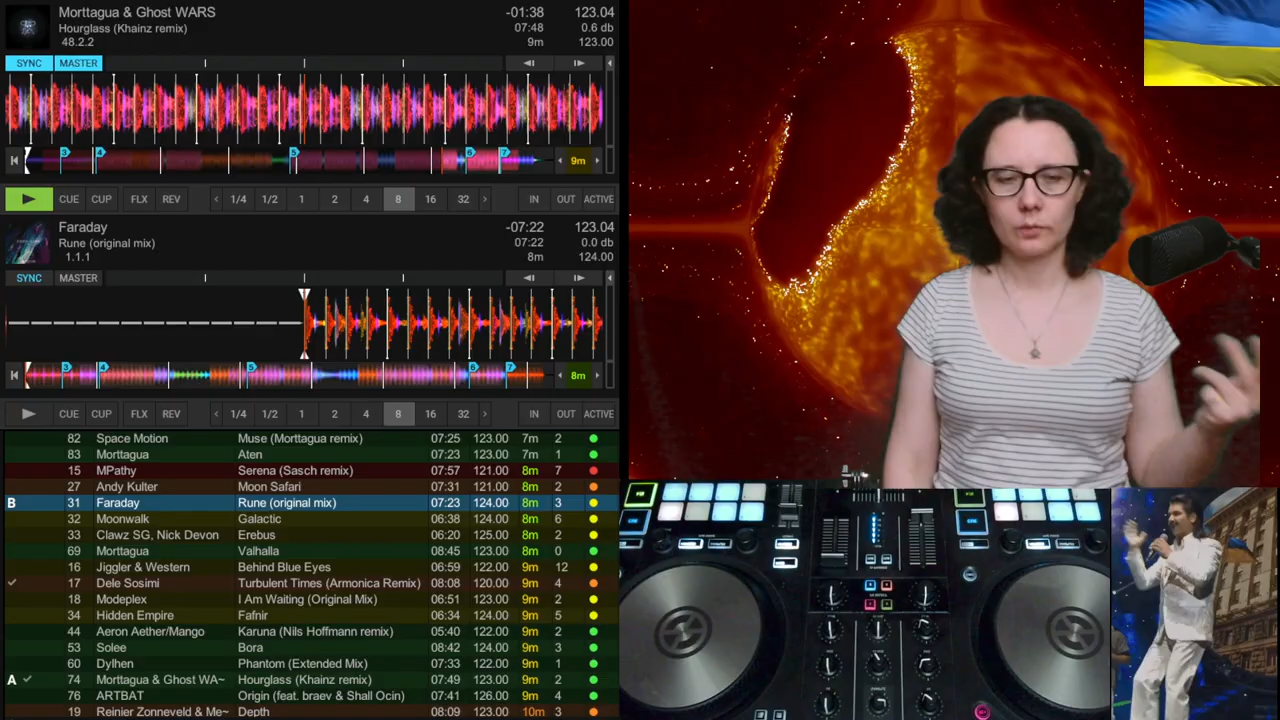 Morttagua & Ghost WARS -01:38 123.04
Hourglass (Khainz remix) 07:48 0.6 db
48.2.2 9m 123.00
SYNC MASTER
3 4 5 6 7 9m
CUE CUP FLX REV 1/4 1/2 1 2 4 8 16 32 IN OUT ACTIVE
Faraday -07:22 123.04
Rune (original mix) 07:22 0.0 db
1.1.1 8m 124.00
SYNC MASTER
3 4 5 6 7 8m
CUE CUP FLX REV 1/4 1/2 1 2 4 8 16 32 IN OUT ACTIVE
82 Space Motion Muse (Morttagua remix) 07:25 123.00 7m 2
83 Morttagua Aten 07:23 123.00 7m 1
15 MPathy Serena (Sasch remix) 07:57 121.00 8m 7
27 Andy Kulter Moon Safari 07:31 121.00 8m 2
B 31 Faraday Rune (original mix) 07:23 124.00 8m 3
32 Moonwalk Galactic 06:38 124.00 8m 6
33 Clawz SG, Nick Devon Erebus 06:20 125.00 8m 2
69 Morttagua Valhalla 08:45 123.00 8m 0
16 Jiggler & Western Behind Blue Eyes 06:59 122.00 9m 12
17 Dele Sosimi Turbulent Times (Armonica Remix) 08:08 120.00 9m 4
18 Modeplex I Am Waiting (Original Mix) 06:51 123.00 9m 2
34 Hidden Empire Fafnir 06:34 124.00 9m 5
44 Aeron Aether/Mango Karuna (Nils Hoffmann remix) 05:40 122.00 9m 2
53 Solee Bora 08:42 124.00 9m 3
60 Dylhen Phantom (Extended Mix) 07:33 122.00 9m 1
A 74 Morttagua & Ghost WA~ Hourglass (Khainz remix) 07:49 123.00 9m 2
76 ARTBAT Origin (feat. braev & Shall Ocin) 07:41 126.00 9m 4
19 Reinier Zonneveld & Me~ Depth 08:09 123.00 10m 3